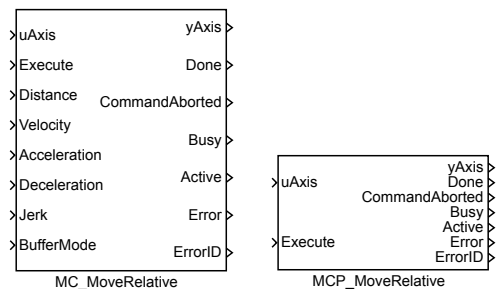 uAxis
Execute
Distance
Velocity
Acceleration
Deceleration
Jerk
BufferMode
yAxis
Done
CommandAborted
Busy
Active
Error
ErrorID
MC_MoveRelative
uAxis
Execute
yAxis
Done
CommandAborted
Busy
Active
Error
ErrorID
MCP_MoveRelative